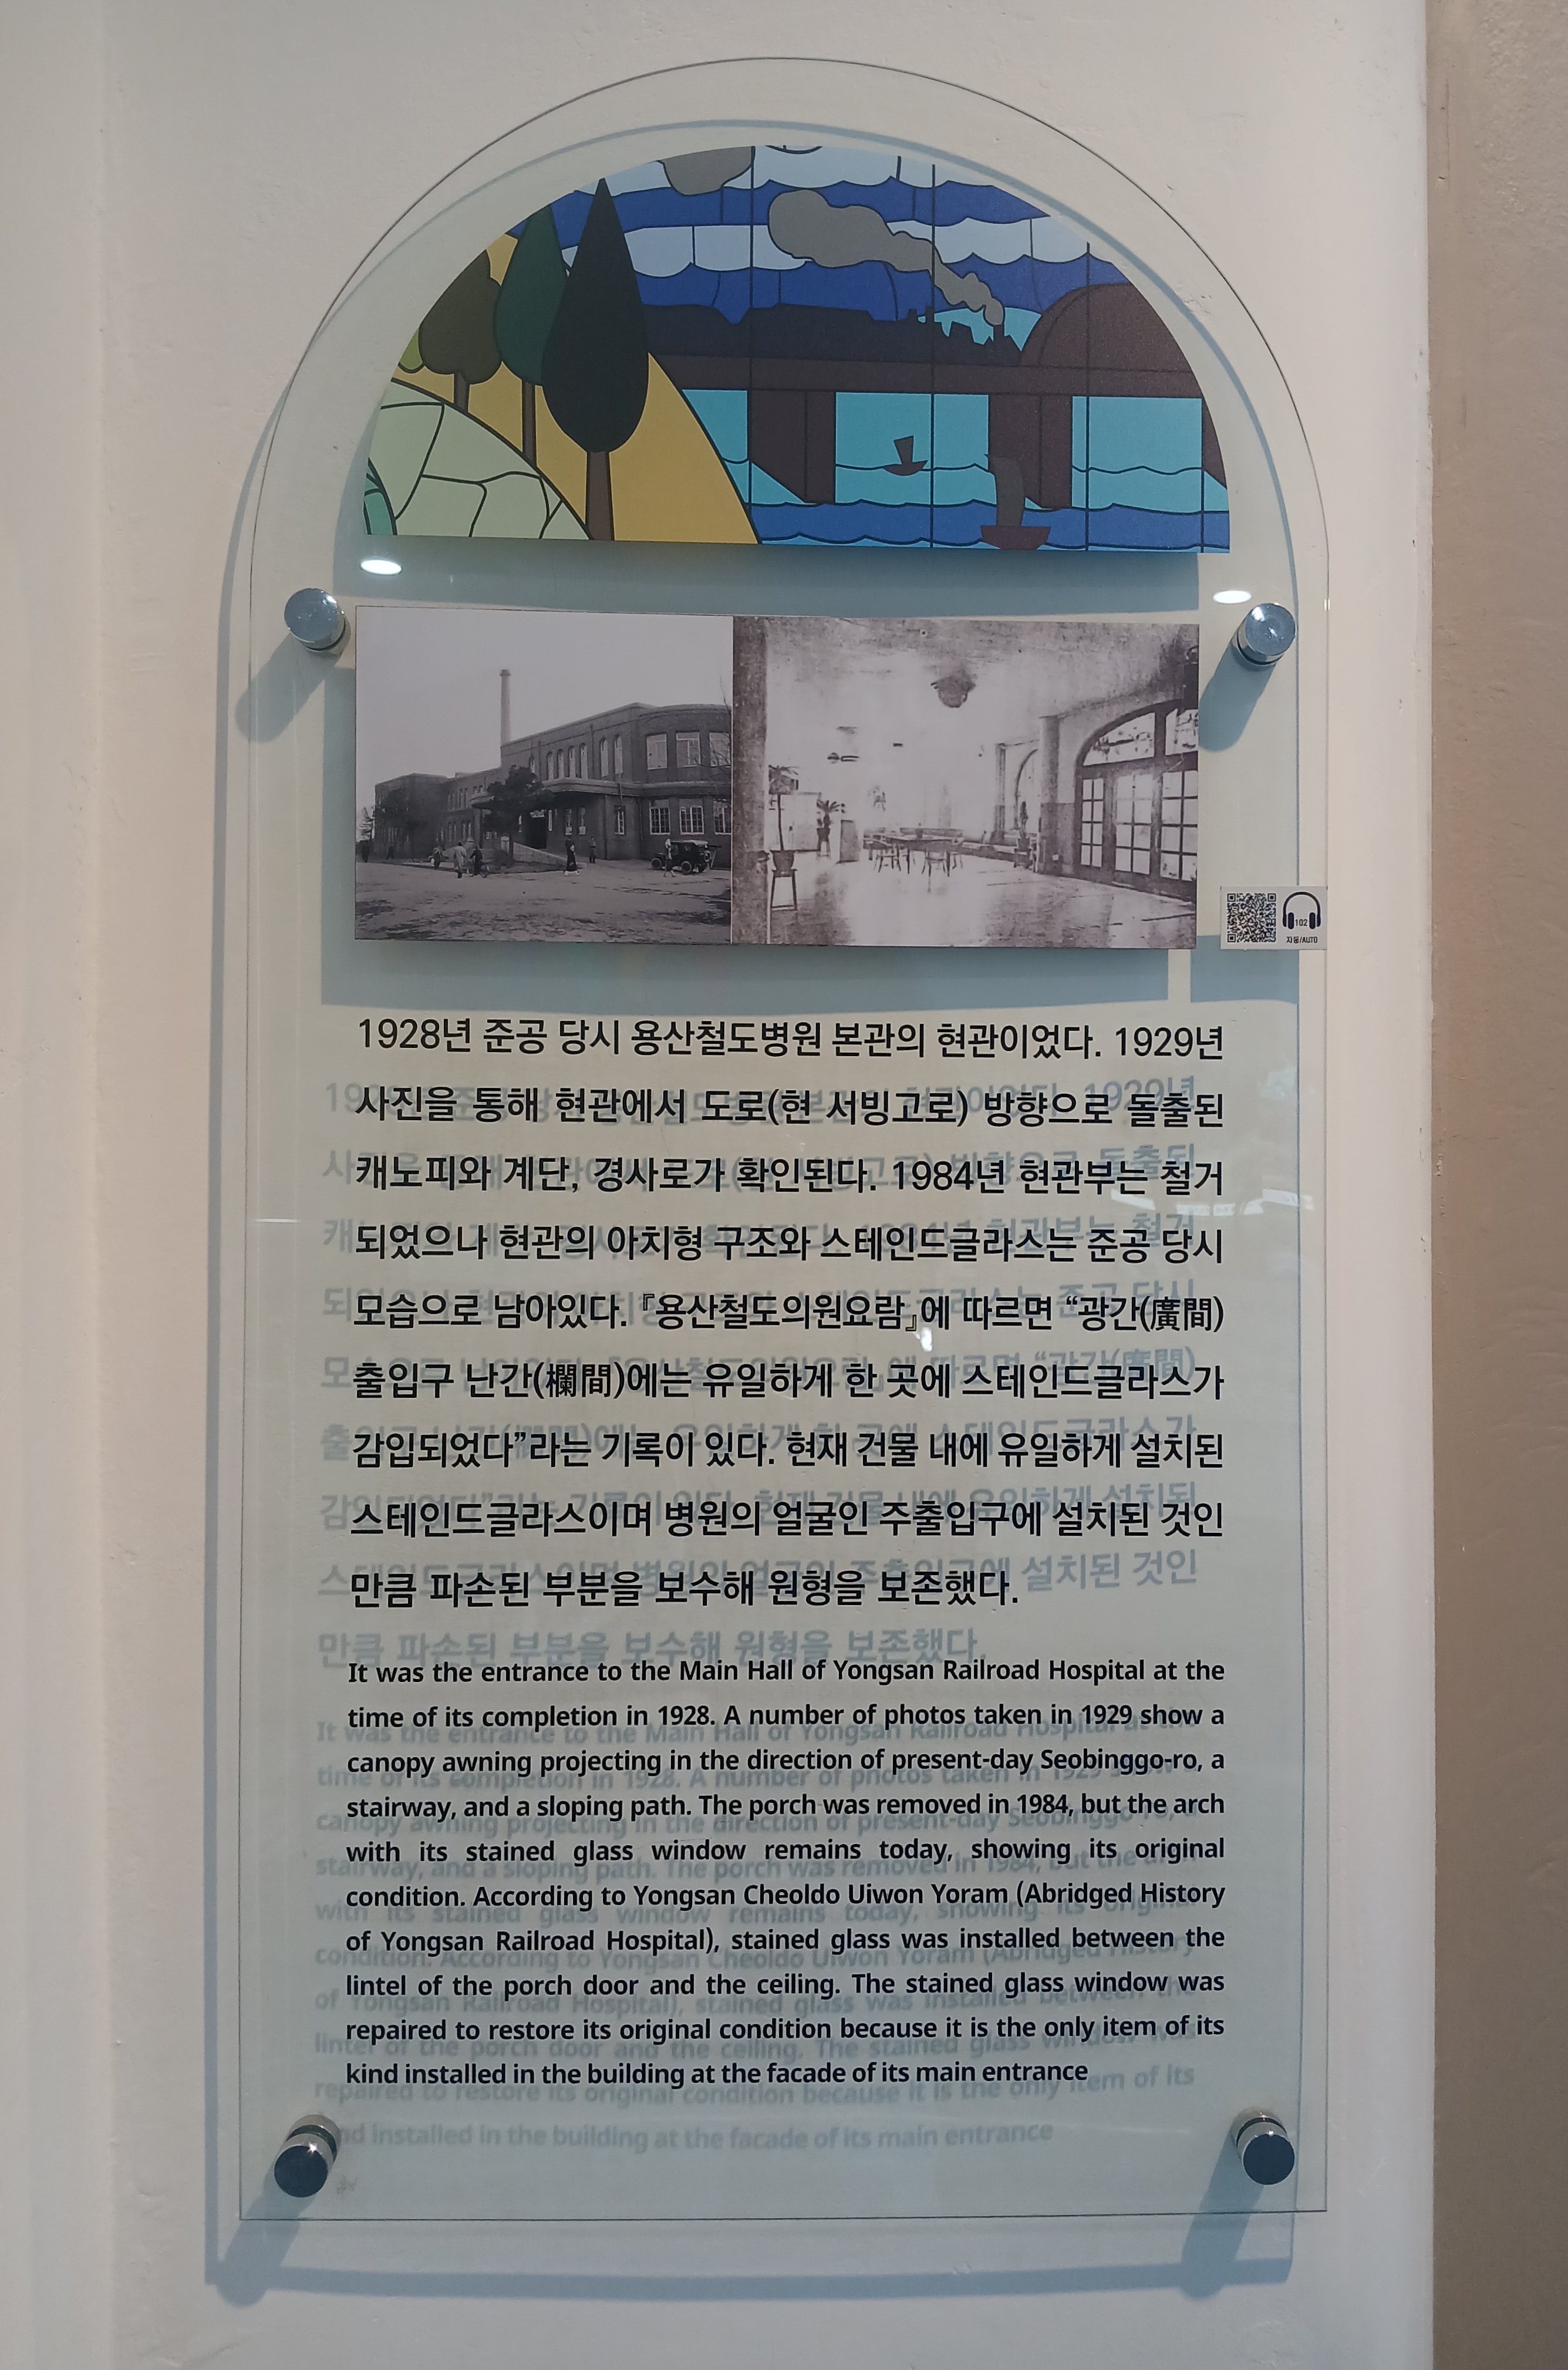 102
자동/AUTO
1928년 준공 당시 용산철도병원 본관의 현관이었다. 1929년
사진을 통해 현관에서 도로(현 서빙고로) 방향으로 돌출된
캐노피와 계단, 경사로가 확인된다. 1984년 현관부는 철거
되었으나 현관의 아치형 구조와 스테인드글라스는 준공 당시
모습으로 남아있다. 『용산철도의원요람』에 따르면 “광간(廣間)
출입구 난간(欄間)에는 유일하게 한 곳에 스테인드글라스가
감입되었다”라는 기록이 있다. 현재 건물 내에 유일하게 설치된
스테인드글라스이며 병원의 얼굴인 주출입구에 설치된 것인
만큼 파손된 부분을 보수해 원형을 보존했다.
It was the entrance to the Main Hall of Yongsan Railroad Hospital at the
time of its completion in 1928. A number of photos taken in 1929 show a
canopy awning projecting in the direction of present-day Seobinggo-ro, a
stairway, and a sloping path. The porch was removed in 1984, but the arch
with its stained glass window remains today, showing its original
condition. According to Yongsan Cheoldo Uiwon Yoram (Abridged History
of Yongsan Railroad Hospital), stained glass was installed between the
lintel of the porch door and the ceiling. The stained glass window was
repaired to restore its original condition because it is the only item of its
kind installed in the building at the facade of its main entrance